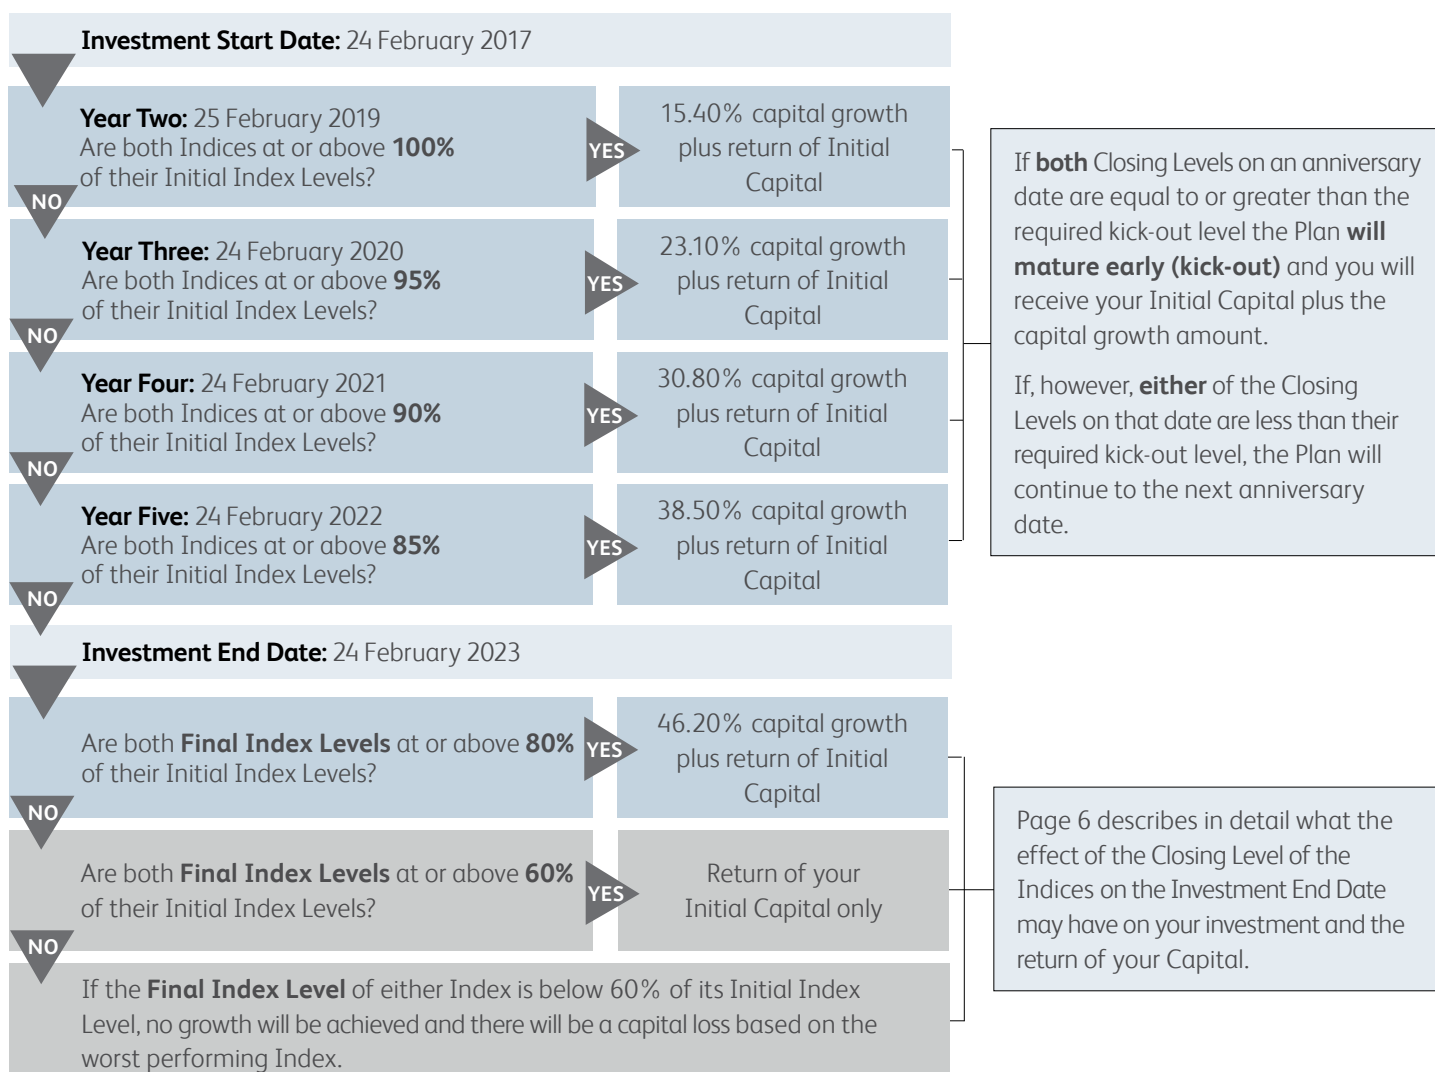 Investment Start Date: 24 February 2017
Year Two: 25 February 2019
Are both Indices at or above 100%
of their Initial Index Levels?
YES
15.40% capital growth
plus return of Initial
Capital
NO
Year Three: 24 February 2020
Are both Indices at or above 95%
of their Initial Index Levels?
YES
23.10% capital growth
plus return of Initial
Capital
NO
Year Four: 24 February 2021
Are both Indices at or above 90%
of their Initial Index Levels?
YES
30.80% capital growth
plus return of Initial
Capital
NO
Year Five: 24 February 2022
Are both Indices at or above 85%
of their Initial Index Levels?
YES
38.50% capital growth
plus return of Initial
Capital
NO
If both Closing Levels on an anniversary
date are equal to or greater than the
required kick-out level the Plan will
mature early (kick-out) and you will
receive your Initial Capital plus the
capital growth amount.
If, however, either of the Closing
Levels on that date are less than their
required kick-out level, the Plan will
continue to the next anniversary
date.
Investment End Date: 24 February 2023
Are both Final Index Levels at or above 80%
of their Initial Index Levels?
YES
46.20% capital growth
plus return of Initial
Capital
NO
Are both Final Index Levels at or above 60%
of their Initial Index Levels?
YES
Return of your
Initial Capital only
NO
If the Final Index Level of either Index is below 60% of its Initial Index
Level, no growth will be achieved and there will be a capital loss based on the
worst performing Index.
Page 6 describes in detail what the
effect of the Closing Level of the
Indices on the Investment End Date
may have on your investment and the
return of your Capital.